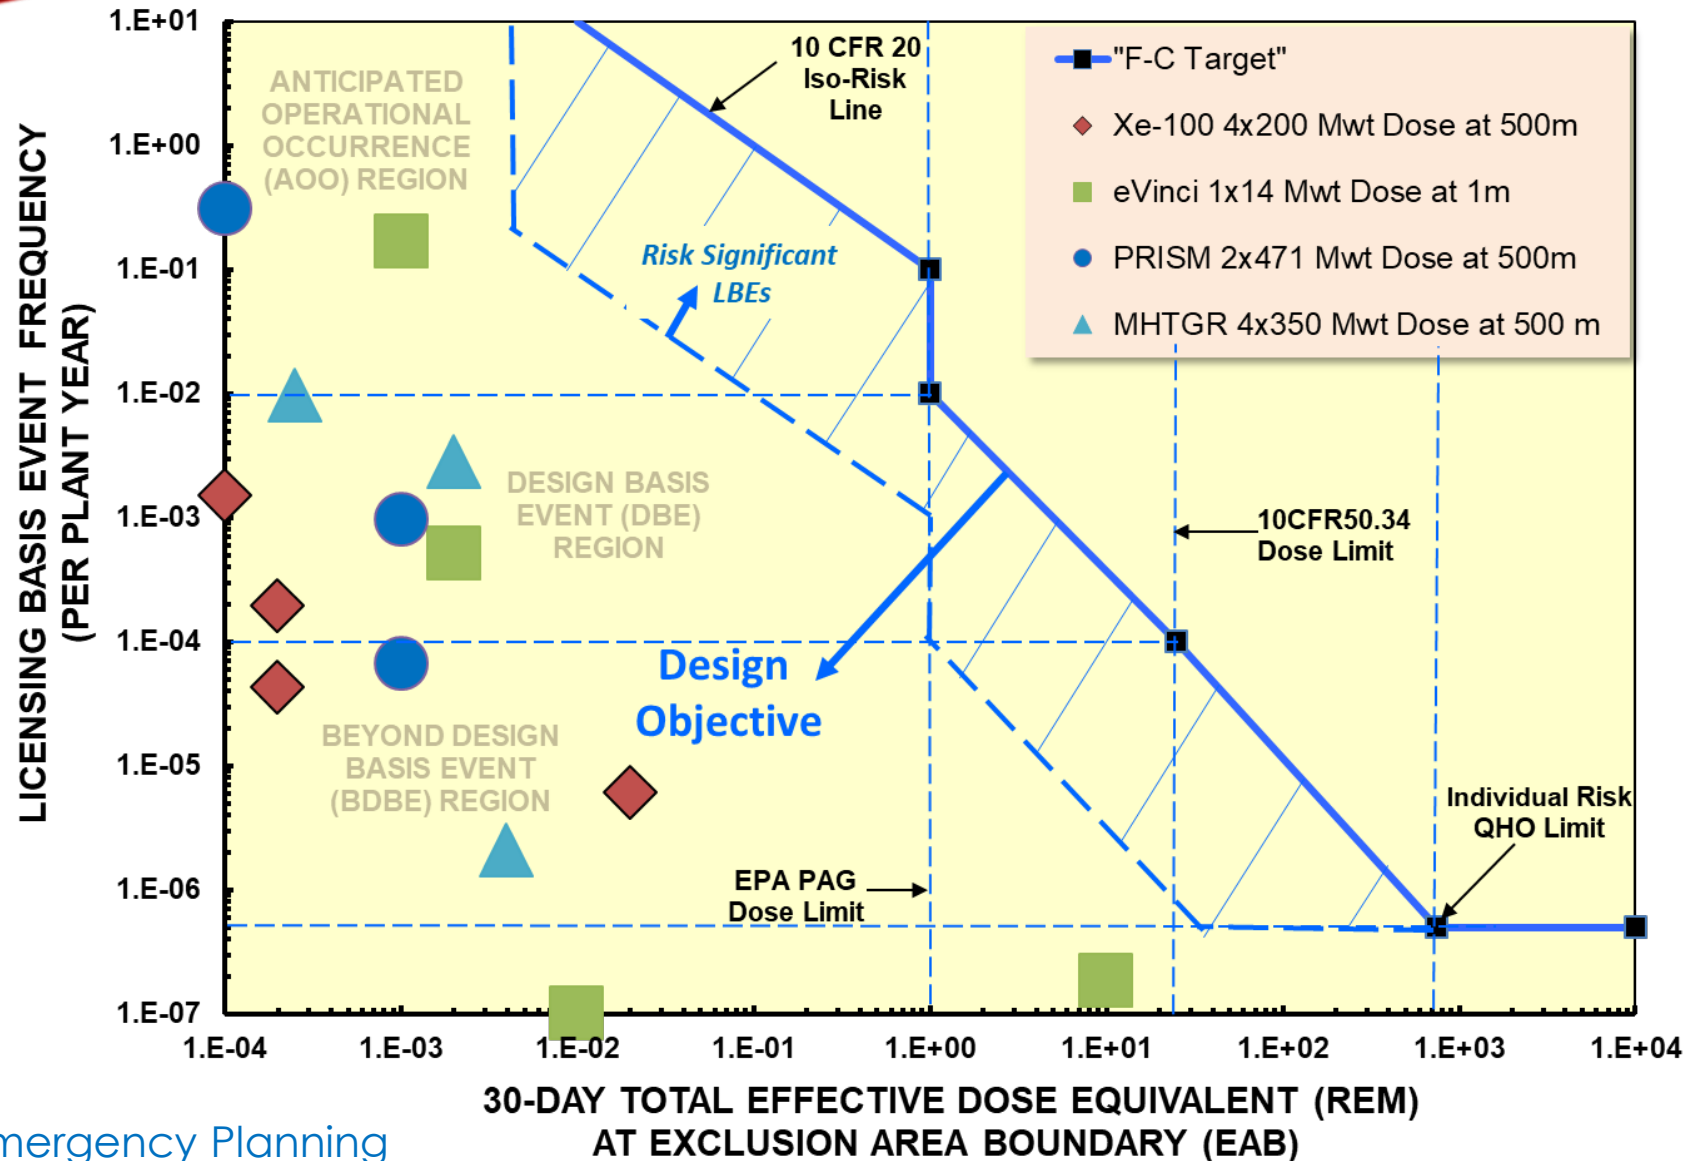 1.E+01
1.E+00
1.E-01
1.E-02
1.E-03
1.E-04
1.E-05
1.E-06
1.E-07
LICENSING BASIS EVENT FREQUENCY
(PER PLANT YEAR)
ANTICIPATED
OPERATIONAL
OCCURRENCE
(AOO) REGION
10 CFR 20
Iso-Risk
Line
"F-C Target"
Xe-100 4x200 Mwt Dose at 500m
eVinci 1x14 Mwt Dose at 1m
PRISM 2x471 Mwt Dose at 500m
MHTGR 4x350 Mwt Dose at 500 m
Risk Significant
LBEs
DESIGN BASIS
EVENT (DBE)
REGION
10CFR50.34
Dose Limit
Design
Objective
BEYOND DESIGN
BASIS EVENT
(BDBE) REGION
Individual Risk
QHO Limit
EPA PAG
Dose Limit
1.E-04 1.E-03 1.E-02 1.E-01 1.E+00 1.E+01 1.E+02 1.E+03 1.E+04
30-DAY TOTAL EFFECTIVE DOSE EQUIVALENT (REM)
AT EXCLUSION AREA BOUNDARY (EAB)
mergency Planning